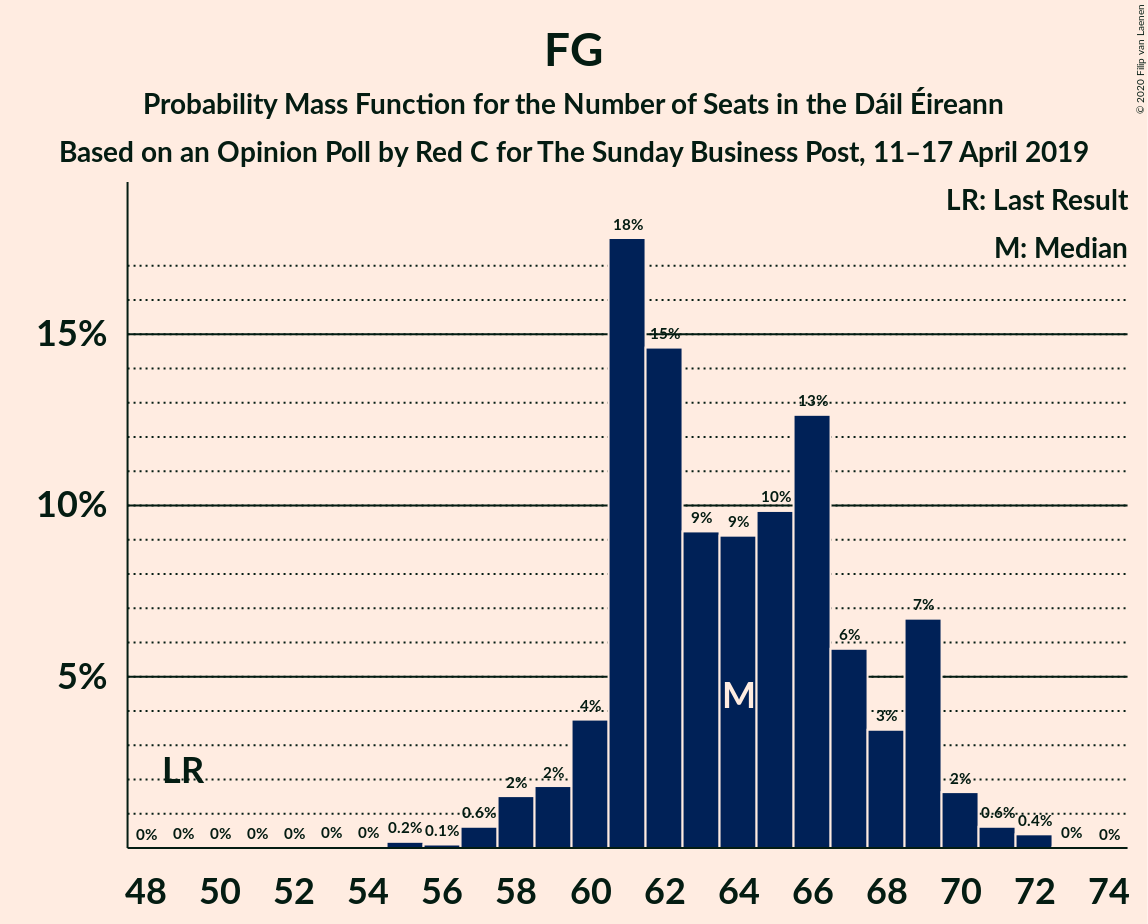 FG
Probability Mass Function for the Number of Seats in the Dáil Éireann
Based on an Opinion Poll by Red C for The Sunday Business Post, 11–17 April 2019
© 2020 Filip van Laenen
LR: Last Result
M: Median
15%
10%
5%
0% 0% 0% 0% 0% 0% 0% 0.2% 0.1% 0.6% 2% 2% 4% 18% 15% 9% 9% 10% 13% 6% 3% 7% 2% 0.6% 0.4% 0% 0%
LR
M
48 50 52 54 56 58 60 62 64 66 68 70 72 74